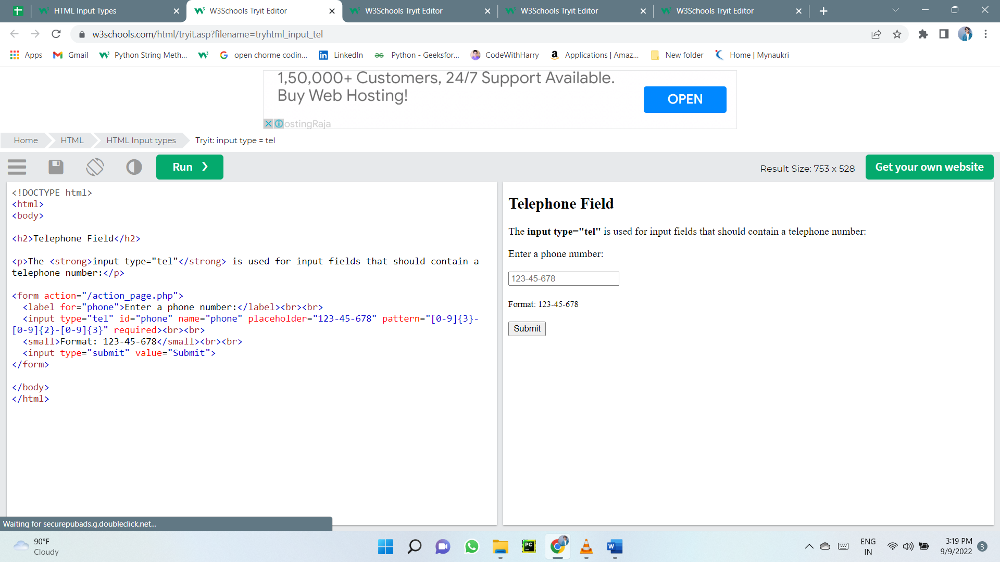 HTML Input Types
W3Schools Tryit Editor
W3Schools Tryit Editor
W3Schools Tryit Editor
W3Schools Tryit Editor
w3schools.com/html/tryit.asp?filename=tryhtml_input_tel
Apps
Gmail
Python String Meth...
open chorme codin...
LinkedIn
Python - Geeksfor...
CodeWithHarry
Applications | Amaz...
New folder
Home | Mynaukri
1,50,000+ Customers, 24/7 Support Available.
Buy Web Hosting!
OPEN
ostingRaja
Home
HTML
HTML Input types
Tryit: input type = tel
Run ❯
Result Size: 753 x 528
Get your own website
<!DOCTYPE html>
<html>
<body>
<h2>Telephone Field</h2>
<p>The <strong>input type="tel"</strong> is used for input fields that should contain a
telephone number:</p>
<form action="/action_page.php">
<label for="phone">Enter a phone number:</label><br><br>
<input type="tel" id="phone" name="phone" placeholder="123-45-678" pattern="[0-9]{3}-
[0-9]{2}-[0-9]{3}" required><br><br>
<small>Format: 123-45-678</small><br><br>
<input type="submit" value="Submit">
</form>
</body>
</html>
Telephone Field
The input type="tel" is used for input fields that should contain a telephone number:
Enter a phone number:
123-45-678
Format: 123-45-678
Submit
Waiting for securepubads.g.doubleclick.net...
90°F
Cloudy
PC
W
ENG
IN
3:19 PM
9/9/2022
3